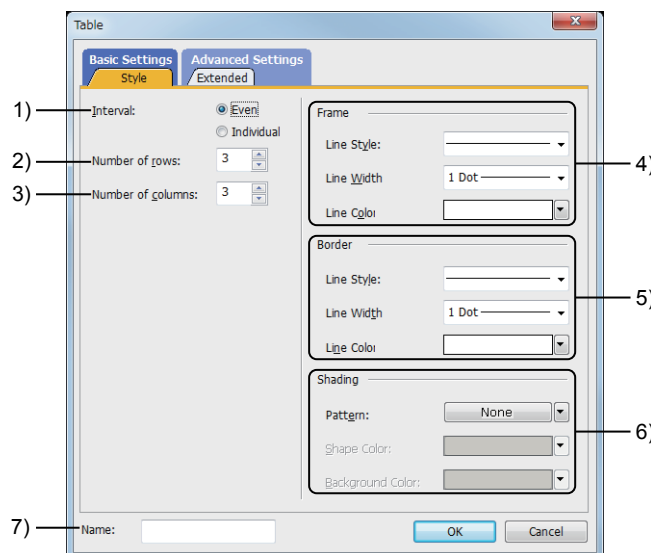 Table
Basic Settings Advanced Settings
Style Extended
1) Interval: Even
Individual
2) Number of rows: 3
3) Number of columns: 3
Frame
Line Style:
Line Width 1 Dot
Line Color
4)
Border
Line Style:
Line Width 1 Dot
Line Color
5)
Shading
Pattern: None
Shape Color:
Background Color:
6)
7) Name:
OK Cancel